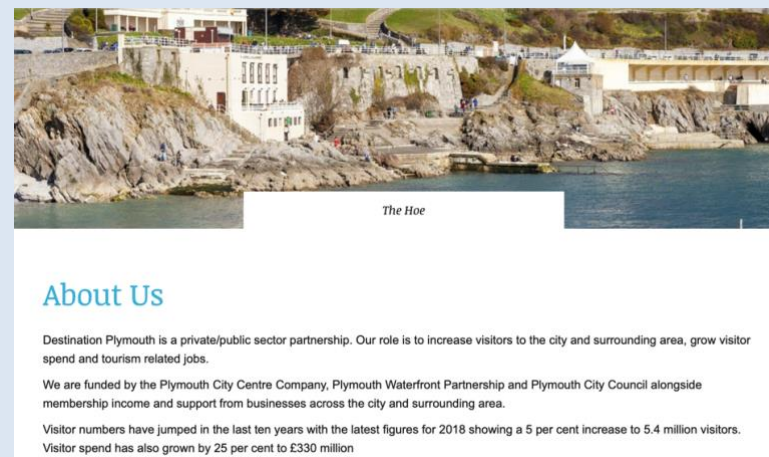 The Hoe
About Us
Destination Plymouth is a private/public sector partnership. Our role is to increase visitors to the city and surrounding area, grow visitor
spend and tourism related jobs.
We are funded by the Plymouth City Centre Company, Plymouth Waterfront Partnership and Plymouth City Council alongside
membership income and support from businesses across the city and surrounding area.
Visitor numbers have jumped in the last ten years with the latest figures for 2018 showing a 5 per cent increase to 5.4 million visitors.
Visitor spend has also grown by 25 per cent to £330 million